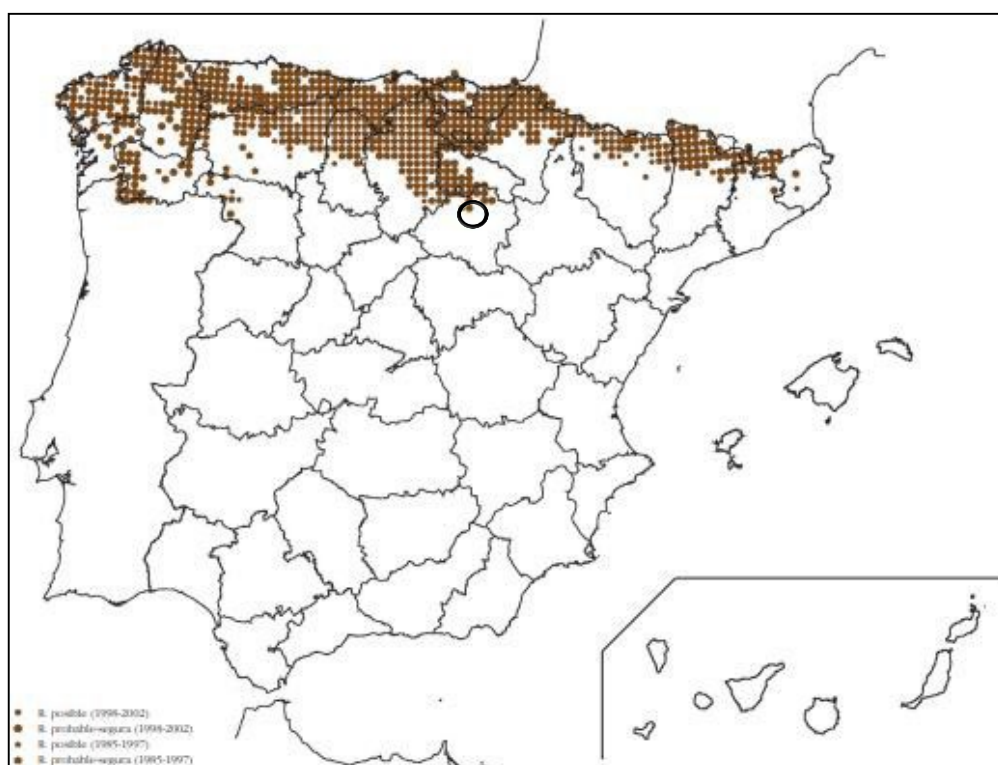 R. posible (1998-2002)
R. probable-segura (1998-2002)
R. posible (1985-1997)
R. probable-segura (1985-1997)